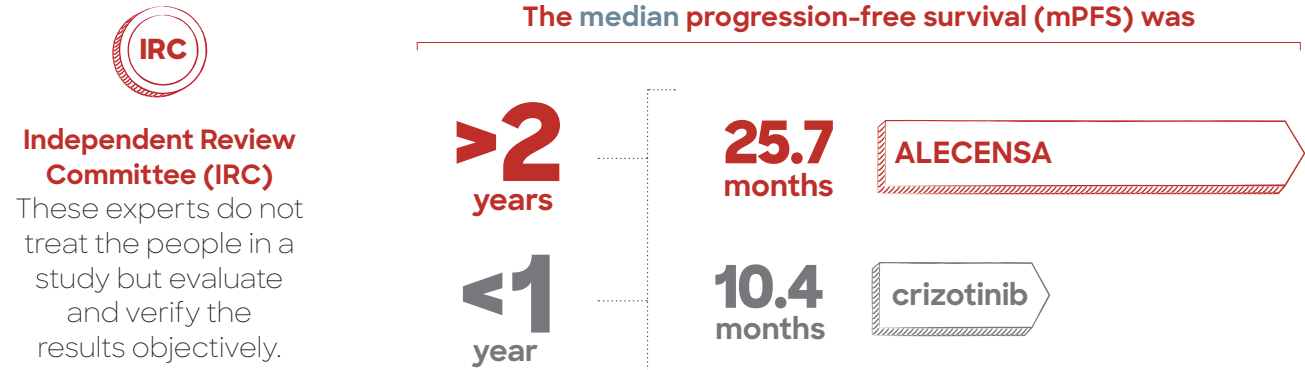 IRC
Independent Review
Committee (IRC)
These experts do not
treat the people in a
study but evaluate
and verify the
results objectively.
The median progression-free survival (mPFS) was
>2
years
25.7
months
ALECENSA
<1
year
10.4
months
crizotinib